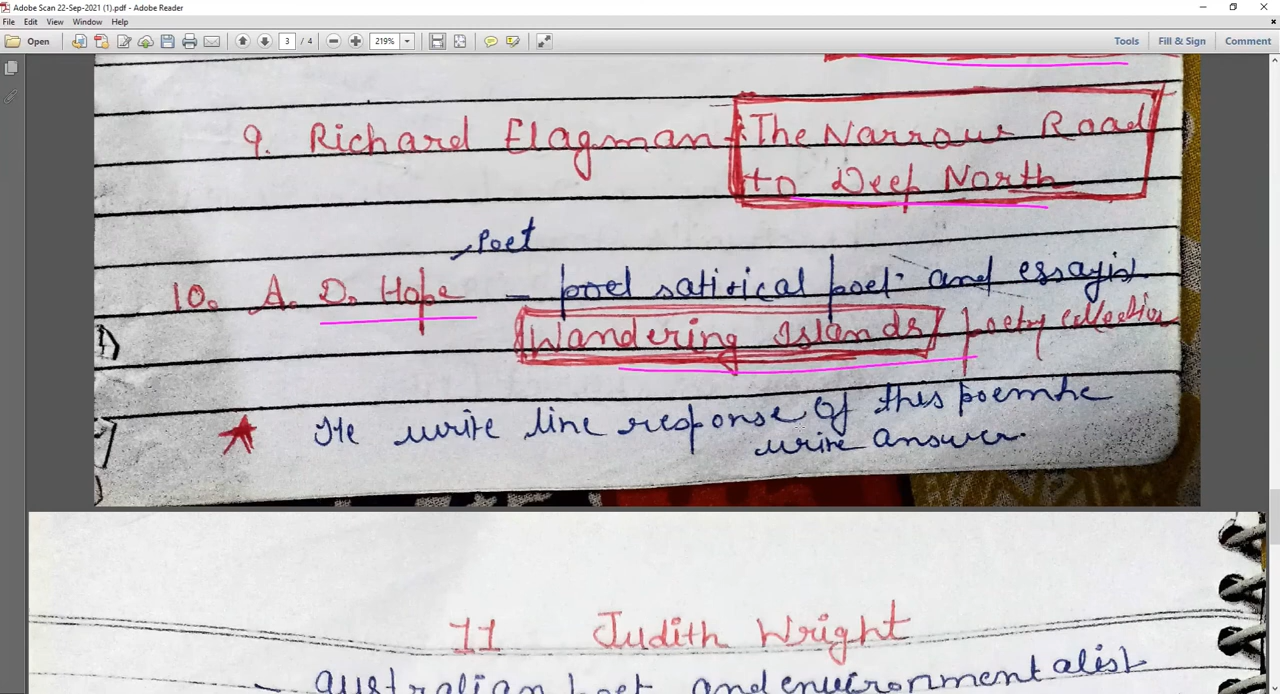 Adobe Scan 22-Sep-2021 (1).pdf - Adobe Reader
File Edit View Window Help
Open 3 / 4 219% Tools Fill & Sign Comment
9. Richard Elagman - The Narrow Road
to Deep North
Poet
10. A. D. Hope - poet satirical poet and essayis
Wandering Islands poetry collection
He write line response of this poem he
write answer.
11 Judith Wright
- australian poet and environmentalist